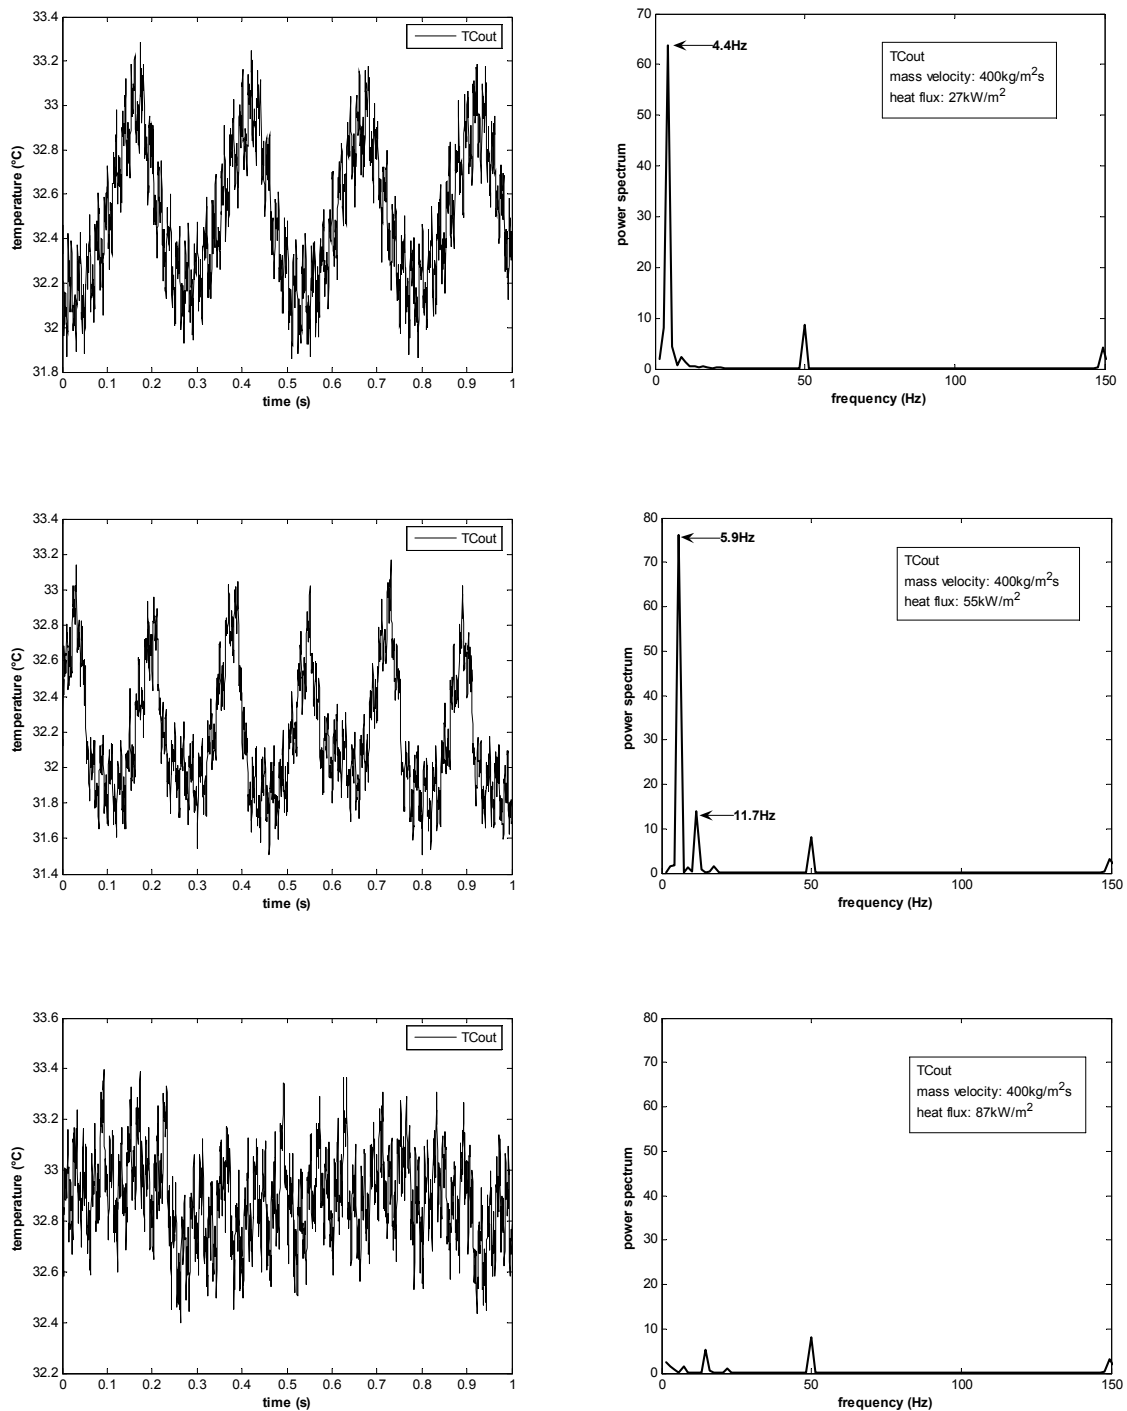 33.4
33.2
33
32.8
32.6
32.4
32.2
32
31.8
temperature (°C)
TCout
0 0.1 0.2 0.3 0.4 0.5 0.6 0.7 0.8 0.9 1
time (s)
70
60
50
40
30
20
10
0
power spectrum
4.4Hz
TCout
mass velocity: 400kg/m²s
heat flux: 27kW/m²
0 50 100 150
frequency (Hz)
33.4
33.2
33
32.8
32.6
32.4
32.2
32
31.8
31.6
31.4
temperature (°C)
TCout
0 0.1 0.2 0.3 0.4 0.5 0.6 0.7 0.8 0.9 1
time (s)
80
70
60
50
40
30
20
10
0
power spectrum
5.9Hz
11.7Hz
TCout
mass velocity: 400kg/m²s
heat flux: 55kW/m²
0 50 100 150
frequency (Hz)
33.6
33.4
33.2
33
32.8
32.6
32.4
32.2
temperature (°C)
TCout
0 0.1 0.2 0.3 0.4 0.5 0.6 0.7 0.8 0.9 1
time (s)
80
70
60
50
40
30
20
10
0
power spectrum
TCout
mass velocity: 400kg/m²s
heat flux: 87kW/m²
0 50 100 150
frequency (Hz)